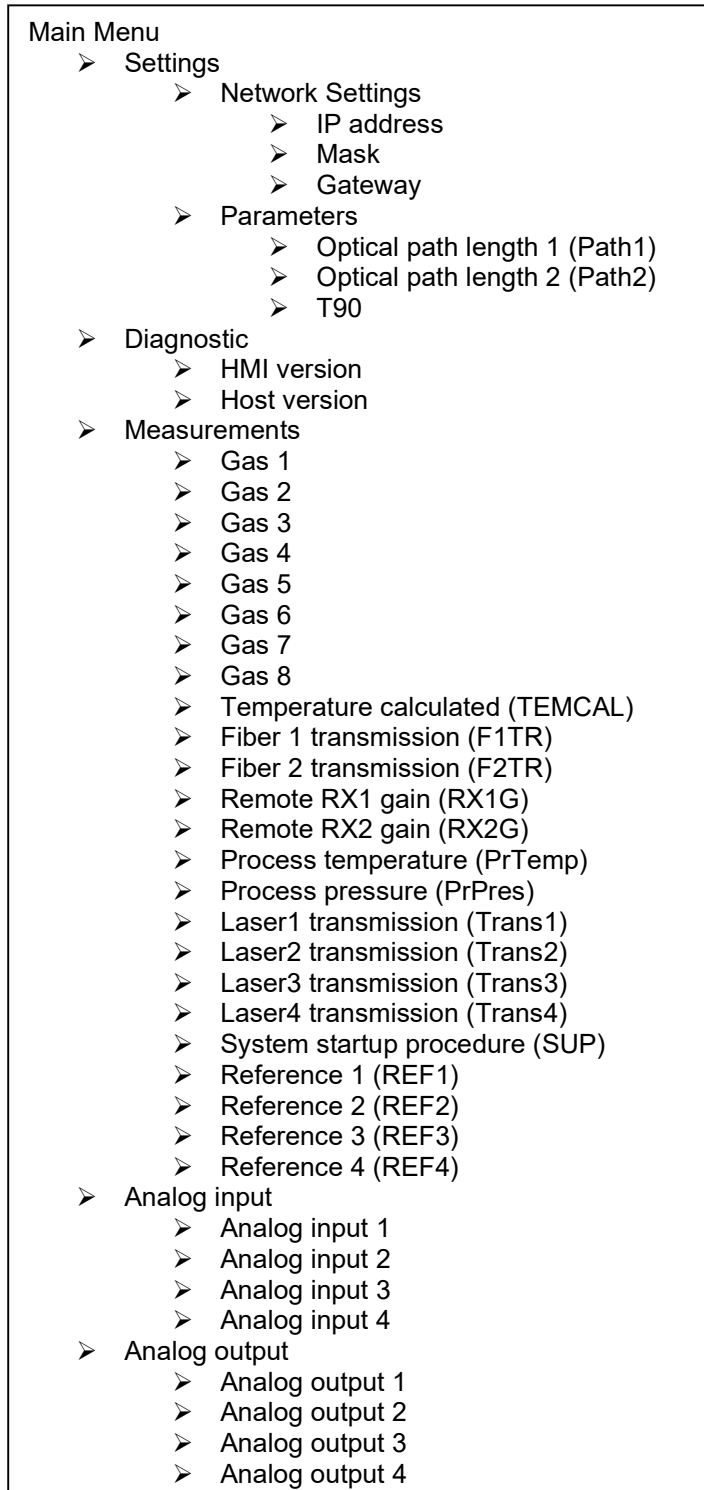 Main Menu
➢ Settings
➢ Network Settings
➢ IP address
➢ Mask
➢ Gateway
➢ Parameters
➢ Optical path length 1 (Path1)
➢ Optical path length 2 (Path2)
➢ T90
➢ Diagnostic
➢ HMI version
➢ Host version
➢ Measurements
➢ Gas 1
➢ Gas 2
➢ Gas 3
➢ Gas 4
➢ Gas 5
➢ Gas 6
➢ Gas 7
➢ Gas 8
➢ Temperature calculated (TEMCAL)
➢ Fiber 1 transmission (F1TR)
➢ Fiber 2 transmission (F2TR)
➢ Remote RX1 gain (RX1G)
➢ Remote RX2 gain (RX2G)
➢ Process temperature (PrTemp)
➢ Process pressure (PrPres)
➢ Laser1 transmission (Trans1)
➢ Laser2 transmission (Trans2)
➢ Laser3 transmission (Trans3)
➢ Laser4 transmission (Trans4)
➢ System startup procedure (SUP)
➢ Reference 1 (REF1)
➢ Reference 2 (REF2)
➢ Reference 3 (REF3)
➢ Reference 4 (REF4)
➢ Analog input
➢ Analog input 1
➢ Analog input 2
➢ Analog input 3
➢ Analog input 4
➢ Analog output
➢ Analog output 1
➢ Analog output 2
➢ Analog output 3
➢ Analog output 4